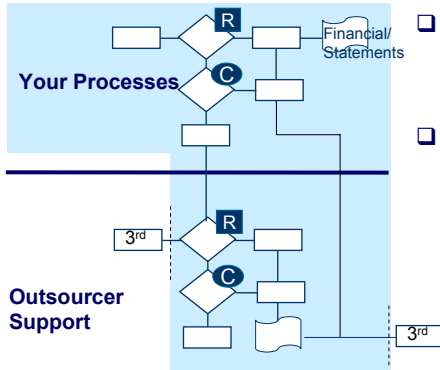 R
Financial/
Statements
Your Processes
C
R
3rd
C
Outsourcer
Support
3rd